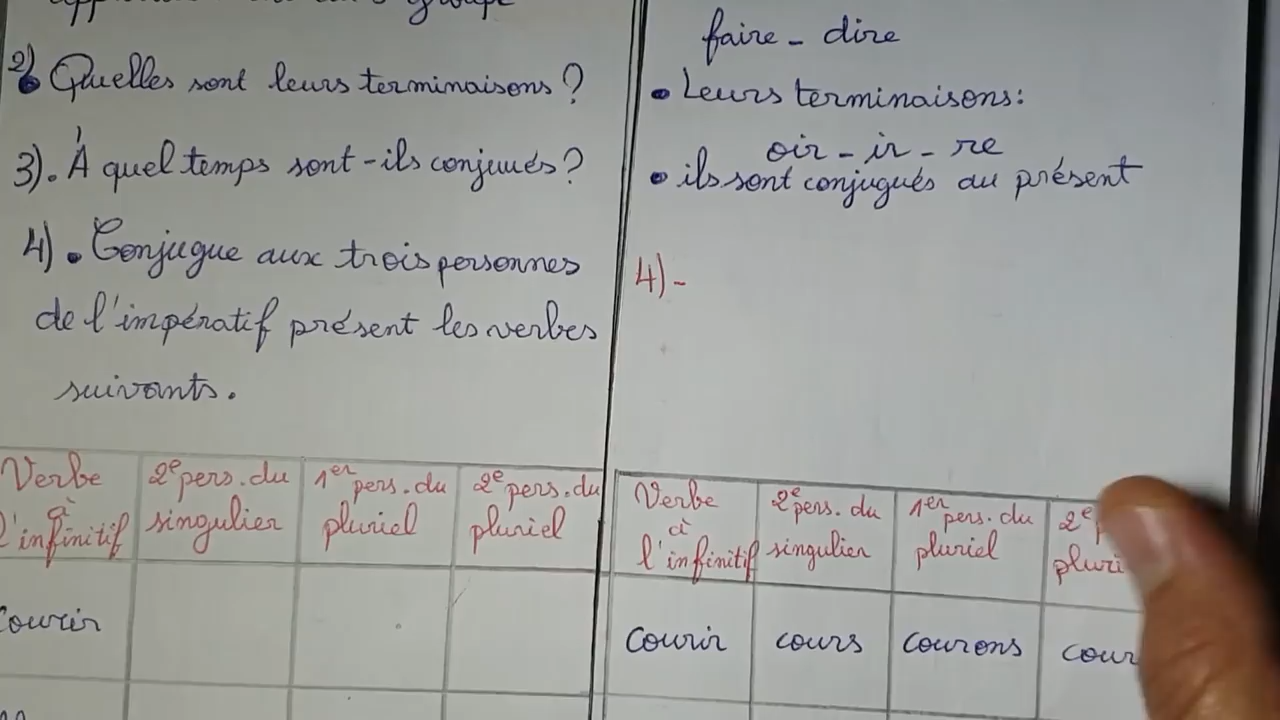 2) Quelles sont leurs terminaisons ?
3). À quel temps sont-ils conjuués ?
4) . Conjugue aux trois personnes
de l'impératif présent les verbes
suivants.
Verbe à l'infinitif
2e pers. du singulier
1er pers. du pluriel
2e pers. du pluriel
Courir
faire - dire
• Leurs terminaisons :
oir - ir - re
• ils sont conjugués au présent
4) -
Verbe à l'infinitif
2e pers. du singulier
1er pers. du pluriel
2e
Courir
cours
courons